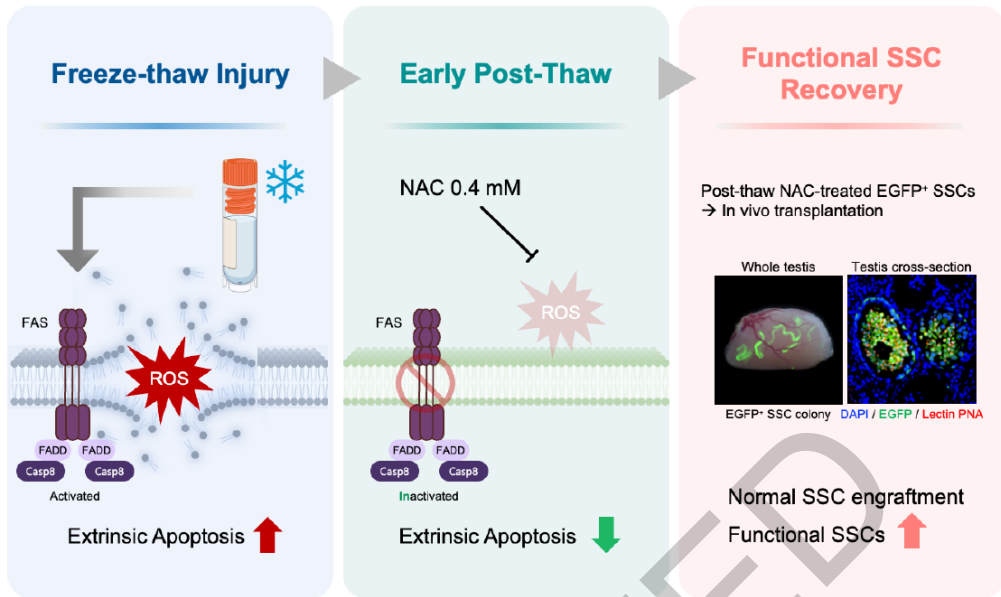 Freeze-thaw Injury
FAS
ROS
FADD FADD
Casp8 Casp8
Activated
Extrinsic Apoptosis
Early Post-Thaw
NAC 0.4 mM
ROS
FAS
FADD FADD
Casp8 Casp8
Inactivated
Extrinsic Apoptosis
Functional SSC
Recovery
Post-thaw NAC-treated EGFP⁺ SSCs
→ In vivo transplantation
Whole testis
Testis cross-section
EGFP⁺ SSC colony
DAPI / EGFP / Lectin PNA
Normal SSC engraftment
Functional SSCs